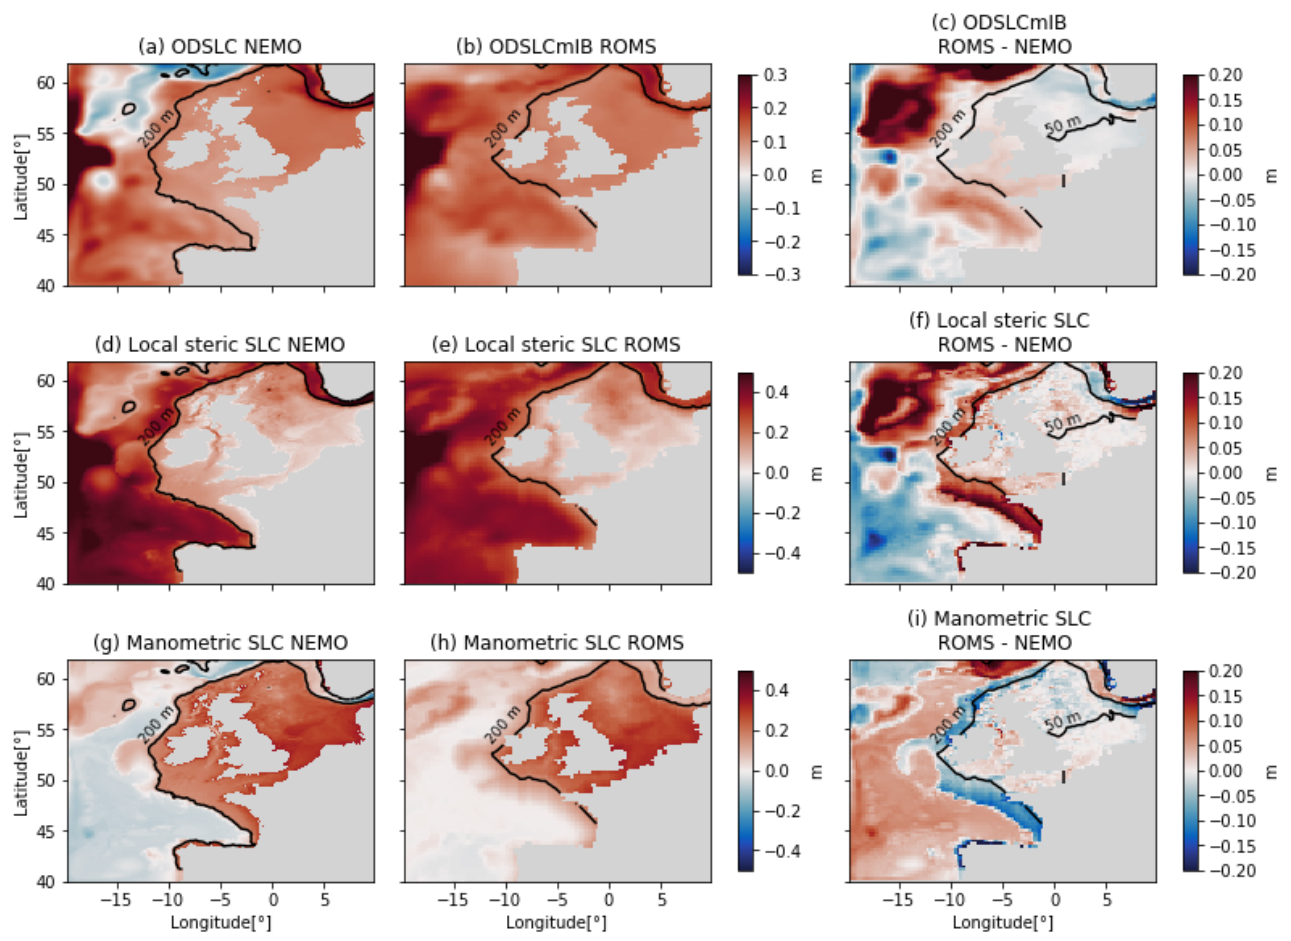 (c) ODSLCmIB
(a) ODSLC NEMO (b) ODSLCmIB ROMS ROMS - NEMO
60 55 50 45 40
Latitude[°]
200 m
200 m
200 m
50 m
0.3 0.2 0.1 0.0 −0.1 −0.2 −0.3
m
0.20 0.15 0.10 0.05 0.00 −0.05 −0.10 −0.15 −0.20
m
(f) Local steric SLC
(d) Local steric SLC NEMO (e) Local steric SLC ROMS ROMS - NEMO
60 55 50 45 40
Latitude[°]
200 m
200 m
200 m
50 m
0.4 0.2 0.0 −0.2 −0.4
m
0.20 0.15 0.10 0.05 0.00 −0.05 −0.10 −0.15 −0.20
m
(i) Manometric SLC
(g) Manometric SLC NEMO (h) Manometric SLC ROMS ROMS - NEMO
60 55 50 45 40
Latitude[°]
200 m
200 m
200 m
50 m
0.4 0.2 0.0 −0.2 −0.4
m
0.20 0.15 0.10 0.05 0.00 −0.05 −0.10 −0.15 −0.20
m
−15 −10 −5 0 5 −15 −10 −5 0 5 −20 −15 −10 −5 0 5
Longitude[°] Longitude[°] Longitude[°]